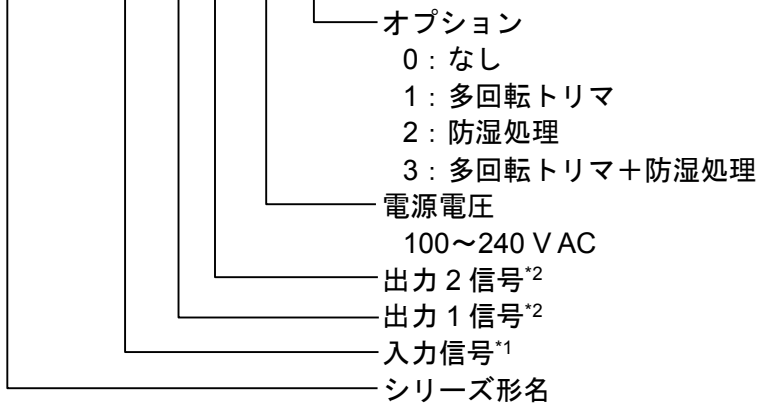 オプション
0：なし
1：多回転トリマ
2：防湿処理
3：多回転トリマ＋防湿処理
電源電圧
100～240 V AC
出力 2 信号*2
出力 1 信号*2
入力信号*1
シリーズ形名